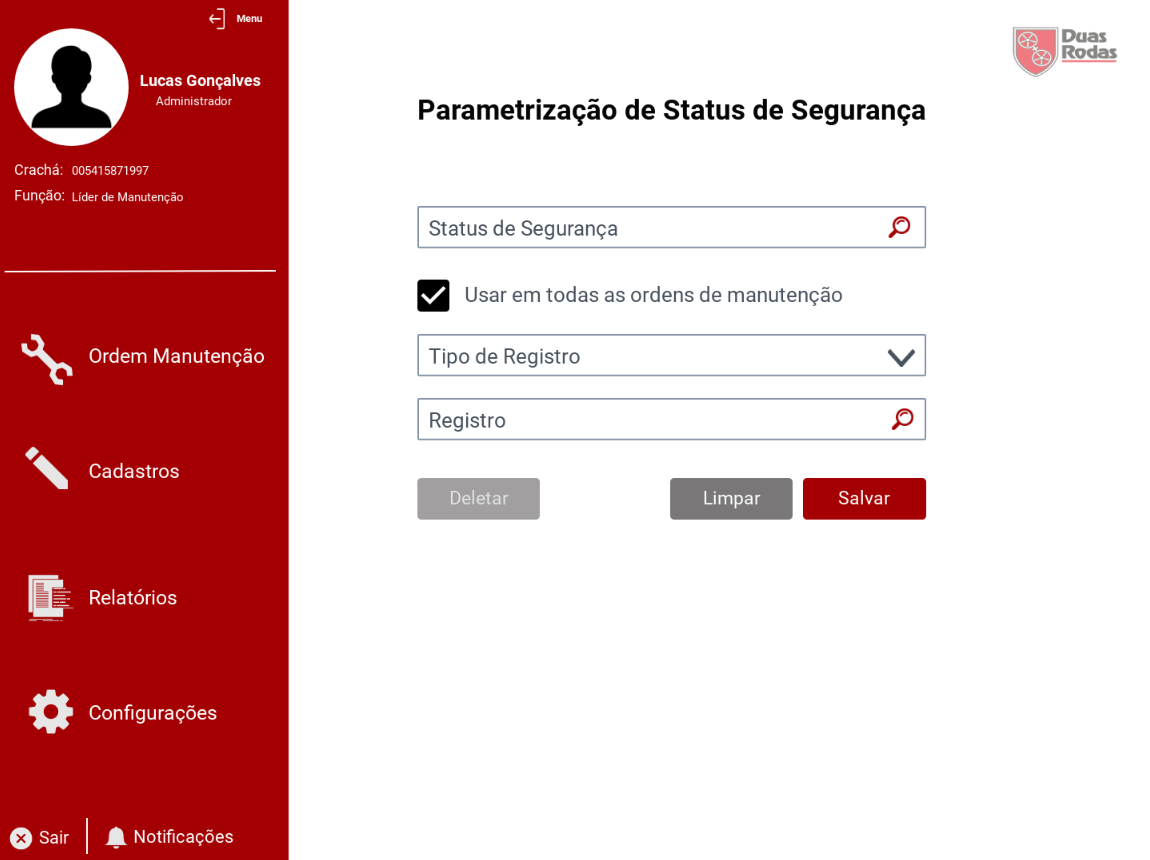 Menu
Lucas Gonçalves
Administrador
Crachá: 005415871997
Função: Líder de Manutenção
Ordem Manutenção
Cadastros
Relatórios
Configurações
Sair
Notificações
Duas
Rodas
Parametrização de Status de Segurança
Status de Segurança
Usar em todas as ordens de manutenção
Tipo de Registro
Registro
Deletar
Limpar
Salvar